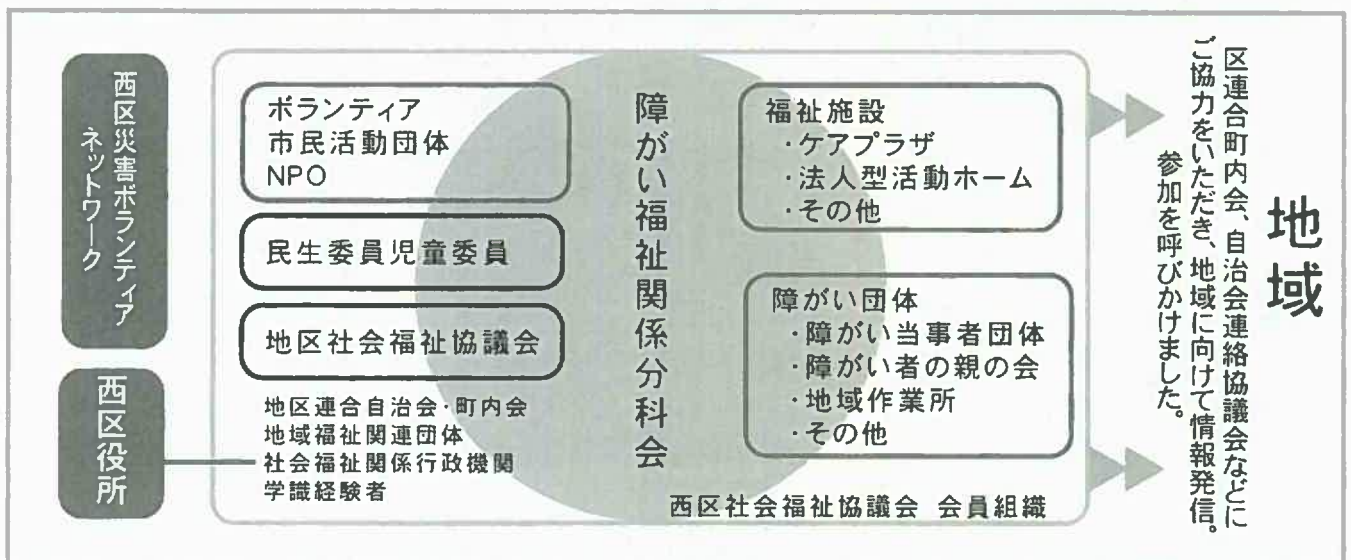 西区災害ボランティア
ネットワーク
西区役所
ボランティア
市民活動団体
NPO
民生委員児童委員
地区社会福祉協議会
地区連合自治会・町内会
地域福祉関連団体
社会福祉関係行政機関
学識経験者
障がい福祉関係分科会
福祉施設
・ケアプラザ
・法人型活動ホーム
・その他
障がい団体
・障がい当事者団体
・障がい者の親の会
・地域作業所
・その他
西区社会福祉協議会 会員組織
地域
区連合町内会、自治会連絡協議会などに
ご協力をいただき、地域に向けて情報発信。
参加を呼びかけました。